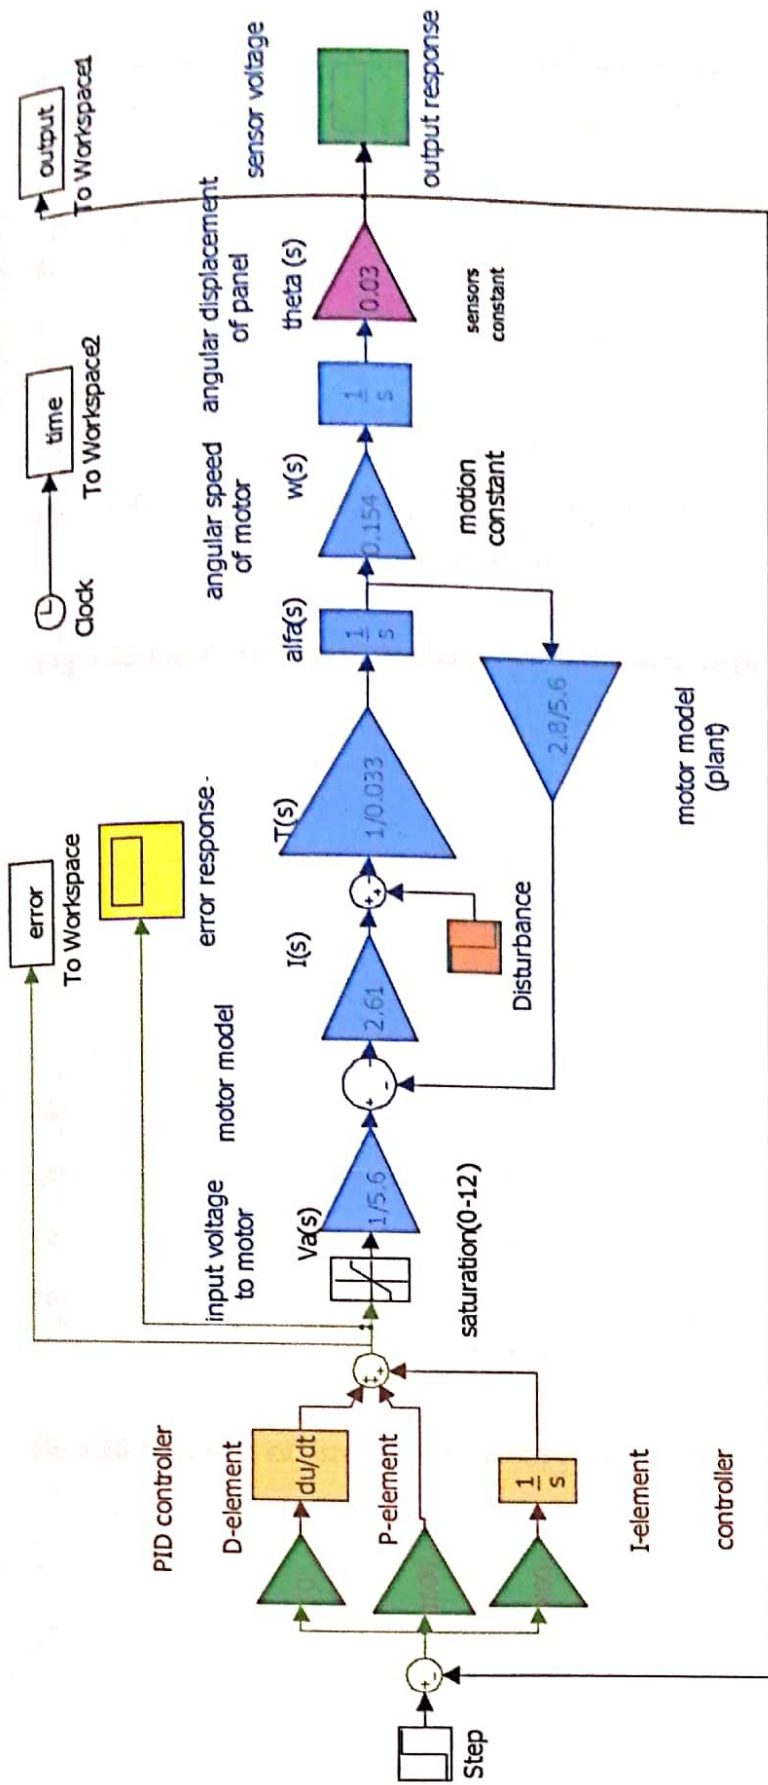 output
To Workspace1
time
Clock
To Workspace2
error
To Workspace
error response -
PID controller
D-element
du/dt
P-element
1
s
I-element
controller
Step
input voltage
to motor
Va(s)
saturation(0-12)
1/5.6
motor model
I(s)
2.61
Disturbance
T(s)
1/0.033
alfa(s)
1
s
2.8/5.6
motor model
(plant)
angular speed
of motor
w(s)
0.154
motion
constant
1
s
angular displacement
of panel
theta (s)
0.03
sensors
constant
sensor voltage
output response